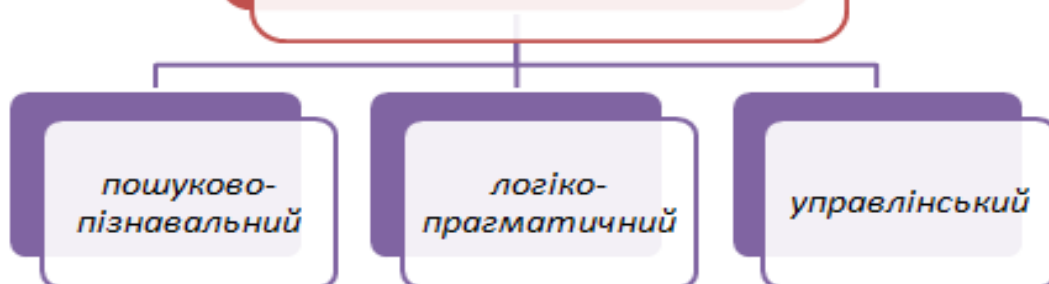 пошуково-
пізнавальний
логіко-
прагматичний
управлінський